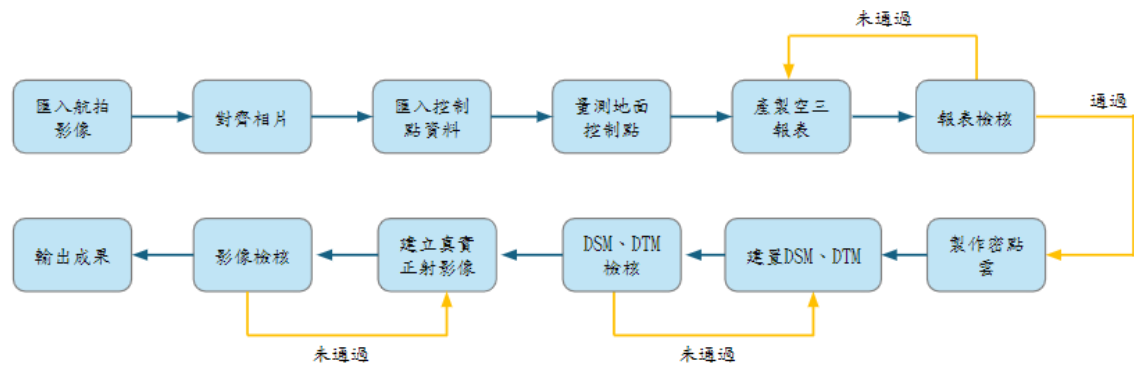 未通過
匯入航拍
影像
對齊相片
匯入控制
點資料
量測地面
控制點
產製空三
報表
報表檢核
通過
輸出成果
影像檢核
建立真實
正射影像
DSM、DTM
檢核
建置DSM、DTM
製作密點
雲
未通過
未通過